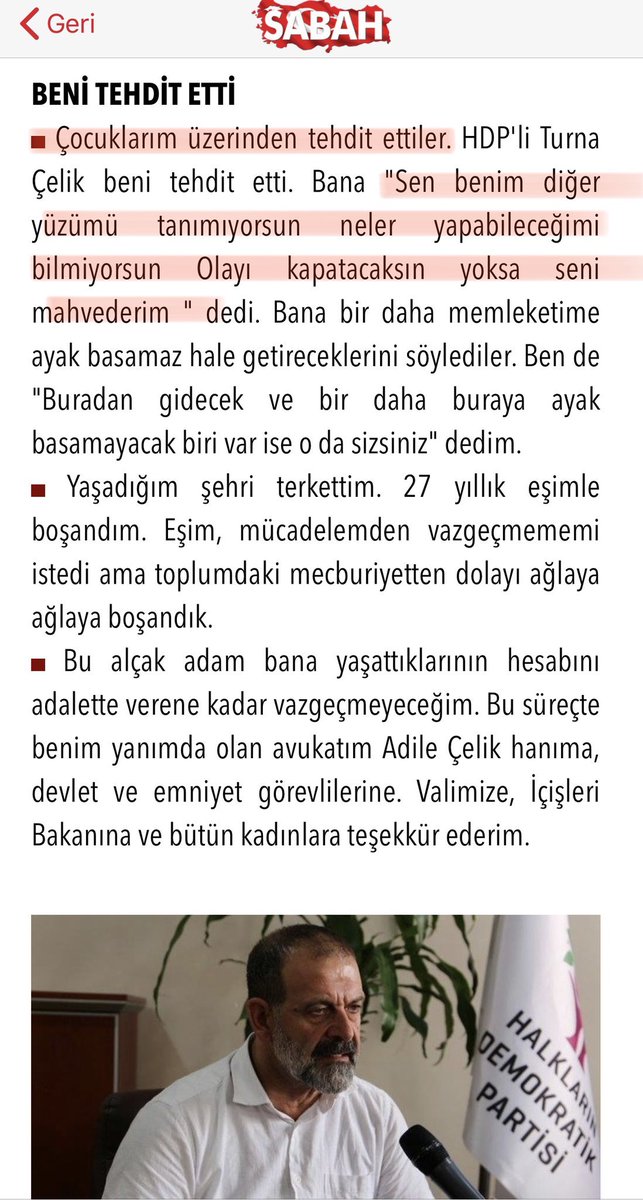 Geri
SABAH
BENİ TEHDİT ETTİ
Çocuklarım üzerinden tehdit ettiler. HDP'li Turna
Çelik beni tehdit etti. Bana "Sen benim diğer
yüzümü tanımıyorsun neler yapabileceğimi
bilmiyorsun Olayı kapatacaksın yoksa seni
mahvederim " dedi. Bana bir daha memleketime
ayak basamaz hale getireceklerini söylediler. Ben de
"Buradan gidecek ve bir daha buraya ayak
basamayacak biri var ise o da sizsiniz" dedim.
Yaşadığım şehri terkettim. 27 yıllık eşimle
boşandım. Eşim, mücadelemden vazgeçmememi
istedi ama toplumdaki mecburiyetten dolayı ağlaya
ağlaya boşandık.
Bu alçak adam bana yaşattıklarının hesabını
adalette verene kadar vazgeçmeyeceğim. Bu süreçte
benim yanımda olan avukatım Adile Çelik hanıma,
devlet ve emniyet görevlilerine. Valimize, İçişleri
Bakanına ve bütün kadınlara teşekkür ederim.
HALKLARIN
DEMOKRATİK
PARTİSİ